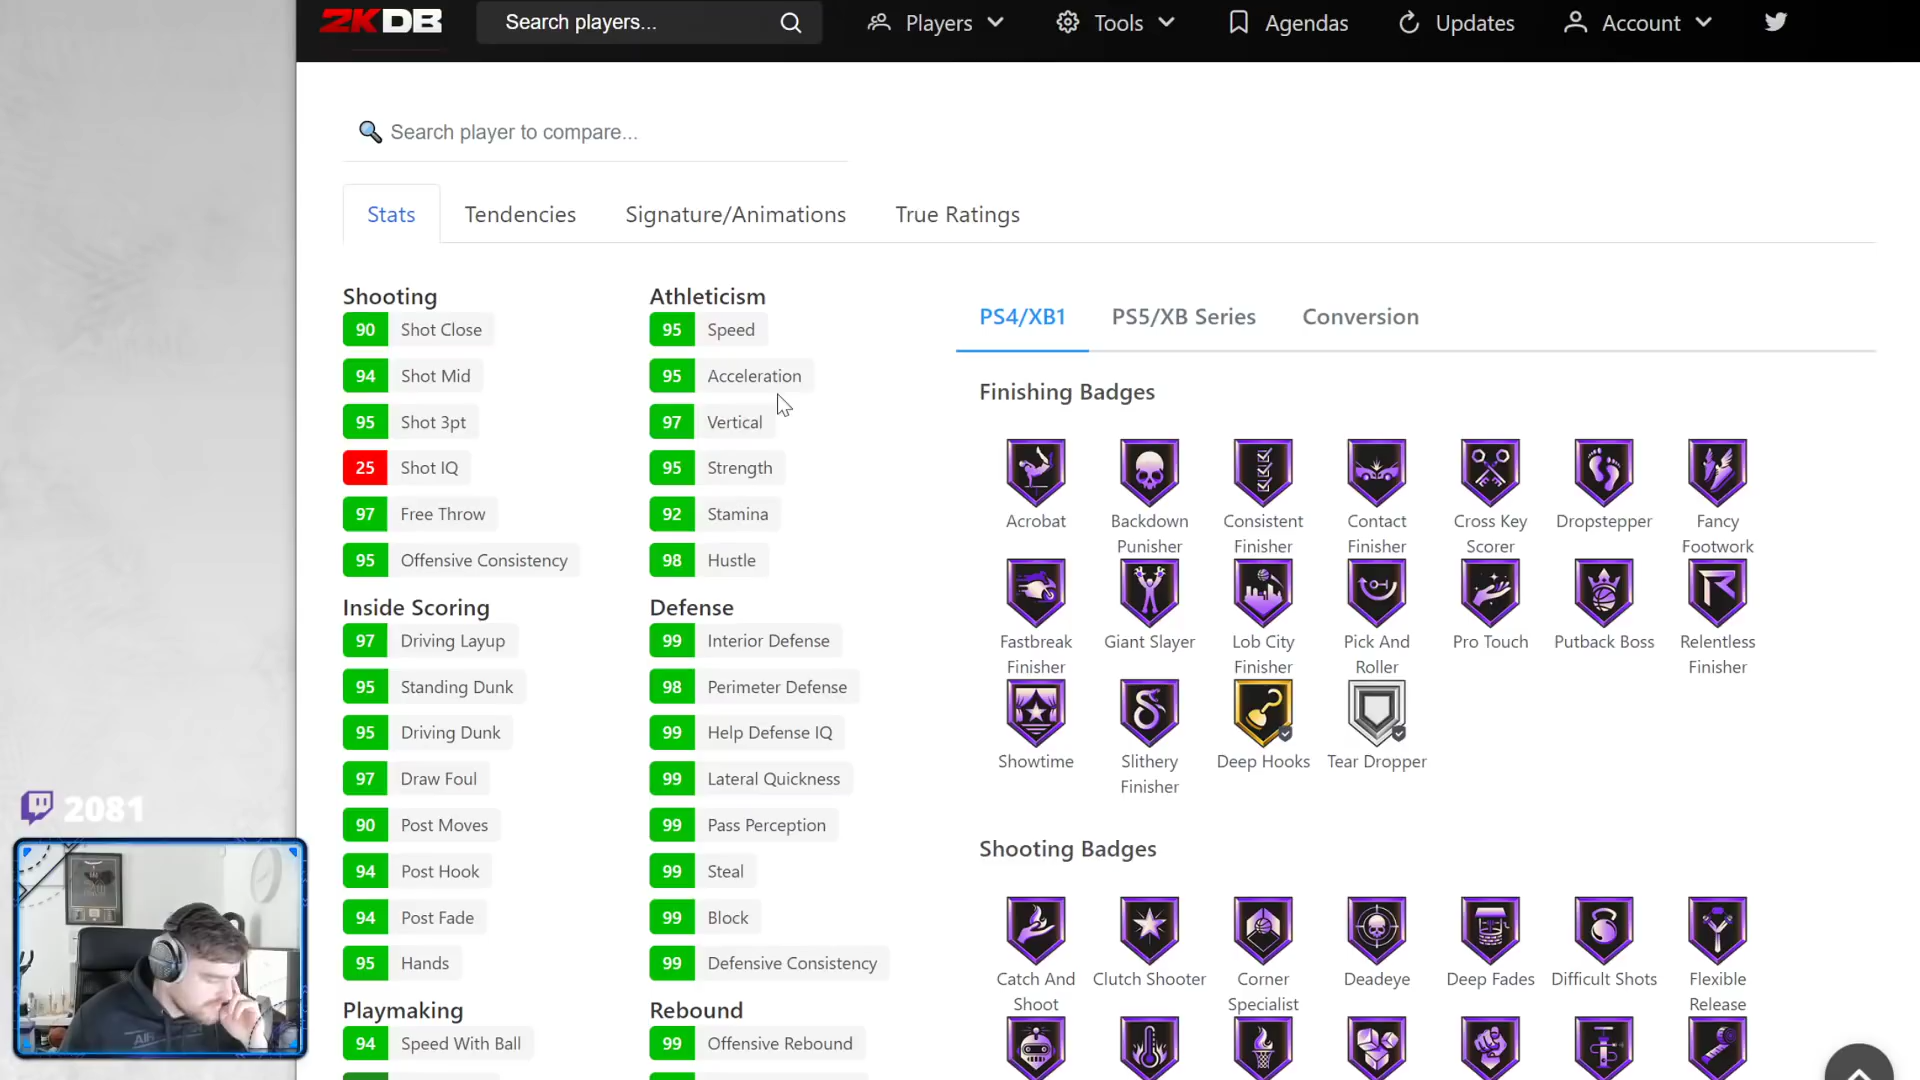 2KDB
Search players...
Players
Tools
Agendas
Updates
Account
Search player to compare...
Stats
Tendencies
Signature/Animations
True Ratings
Shooting
90 Shot Close
94 Shot Mid
95 Shot 3pt
25 Shot IQ
97 Free Throw
95 Offensive Consistency
Inside Scoring
97 Driving Layup
95 Standing Dunk
95 Driving Dunk
97 Draw Foul
90 Post Moves
94 Post Hook
94 Post Fade
95 Hands
Playmaking
94 Speed With Ball
Athleticism
95 Speed
95 Acceleration
97 Vertical
95 Strength
92 Stamina
98 Hustle
Defense
99 Interior Defense
98 Perimeter Defense
99 Help Defense IQ
99 Lateral Quickness
99 Pass Perception
99 Steal
99 Block
99 Defensive Consistency
Rebound
99 Offensive Rebound
PS4/XB1
PS5/XB Series
Conversion
Finishing Badges
Acrobat
Backdown
Punisher
Consistent
Finisher
Contact
Finisher
Cross Key
Scorer
Dropstepper
Fancy
Footwork
Fastbreak
Finisher
Giant Slayer
Lob City
Finisher
Pick And
Roller
Pro Touch
Putback Boss
Relentless
Finisher
Showtime
Slithery
Finisher
Deep Hooks
Tear Dropper
Shooting Badges
Catch And
Shoot
Clutch Shooter
Corner
Specialist
Deadeye
Deep Fades
Difficult Shots
Flexible
Release
2081